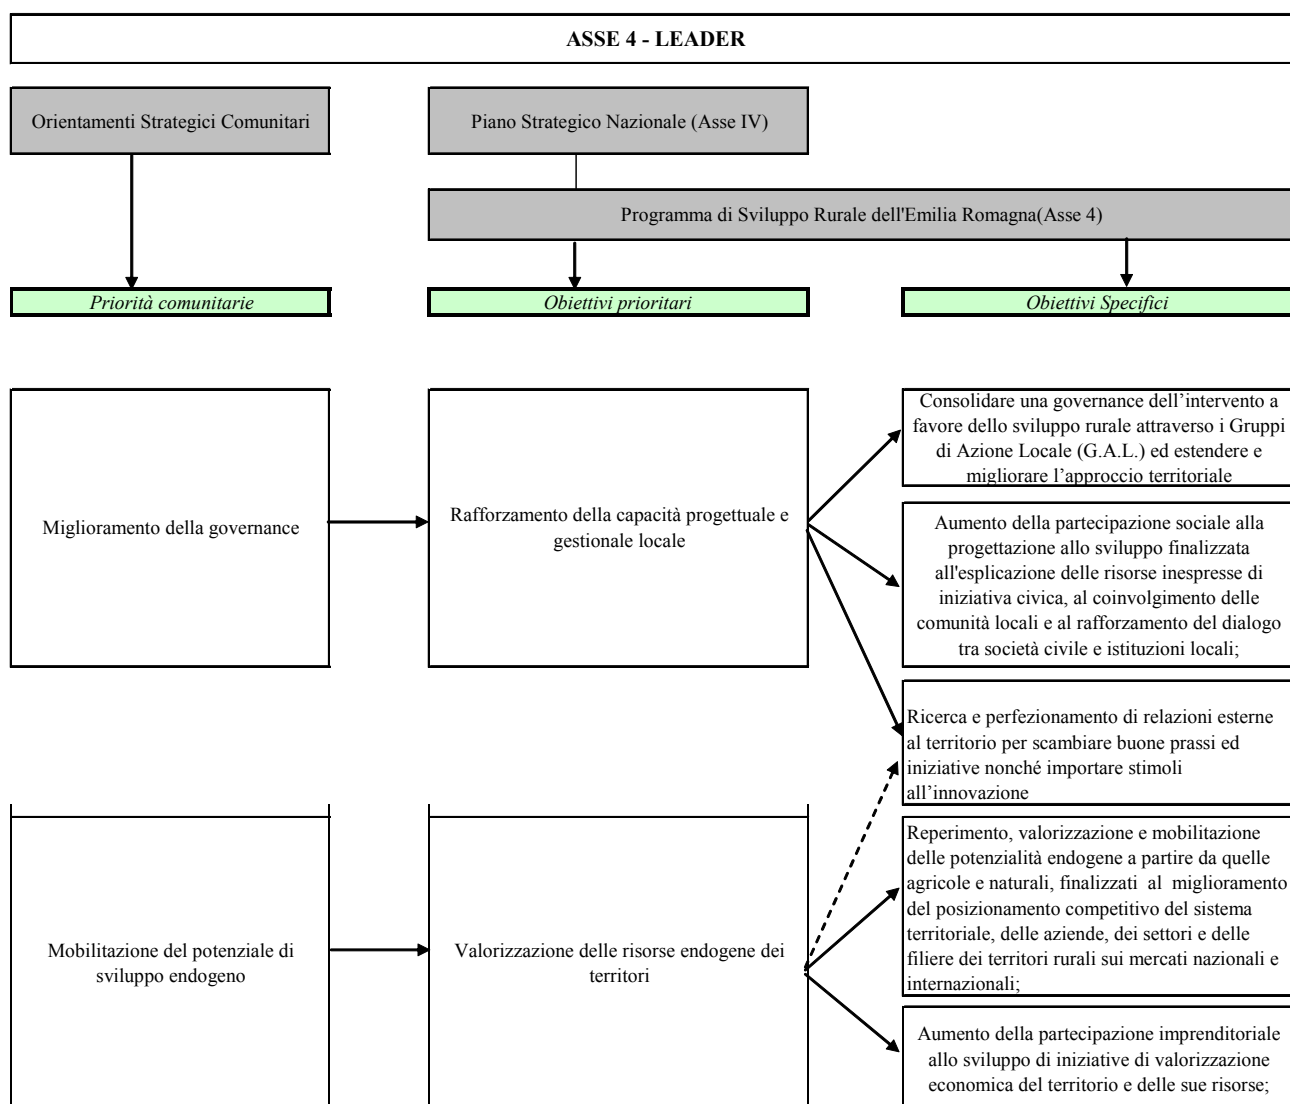 ASSE 4 - LEADER
Orientamenti Strategici Comunitari
Piano Strategico Nazionale (Asse IV)
Programma di Sviluppo Rurale dell'Emilia Romagna(Asse 4)
Priorità comunitarie
Obiettivi prioritari
Obiettivi Specifici
Miglioramento della governance
Rafforzamento della capacità progettuale e
gestionale locale
Consolidare una governance dell’intervento a
favore dello sviluppo rurale attraverso i Gruppi
di Azione Locale (G.A.L.) ed estendere e
migliorare l’approccio territoriale
Aumento della partecipazione sociale alla
progettazione allo sviluppo finalizzata
all'esplicazione delle risorse inespresse di
iniziativa civica, al coinvolgimento delle
comunità locali e al rafforzamento del dialogo
tra società civile e istituzioni locali;
Ricerca e perfezionamento di relazioni esterne
al territorio per scambiare buone prassi ed
iniziative nonché importare stimoli
all’innovazione
Mobilitazione del potenziale di
sviluppo endogeno
Valorizzazione delle risorse endogene dei
territori
Reperimento, valorizzazione e mobilitazione
delle potenzialità endogene a partire da quelle
agricole e naturali, finalizzati al miglioramento
del posizionamento competitivo del sistema
territoriale, delle aziende, dei settori e delle
filiere dei territori rurali sui mercati nazionali e
internazionali;
Aumento della partecipazione imprenditoriale
allo sviluppo di iniziative di valorizzazione
economica del territorio e delle sue risorse;